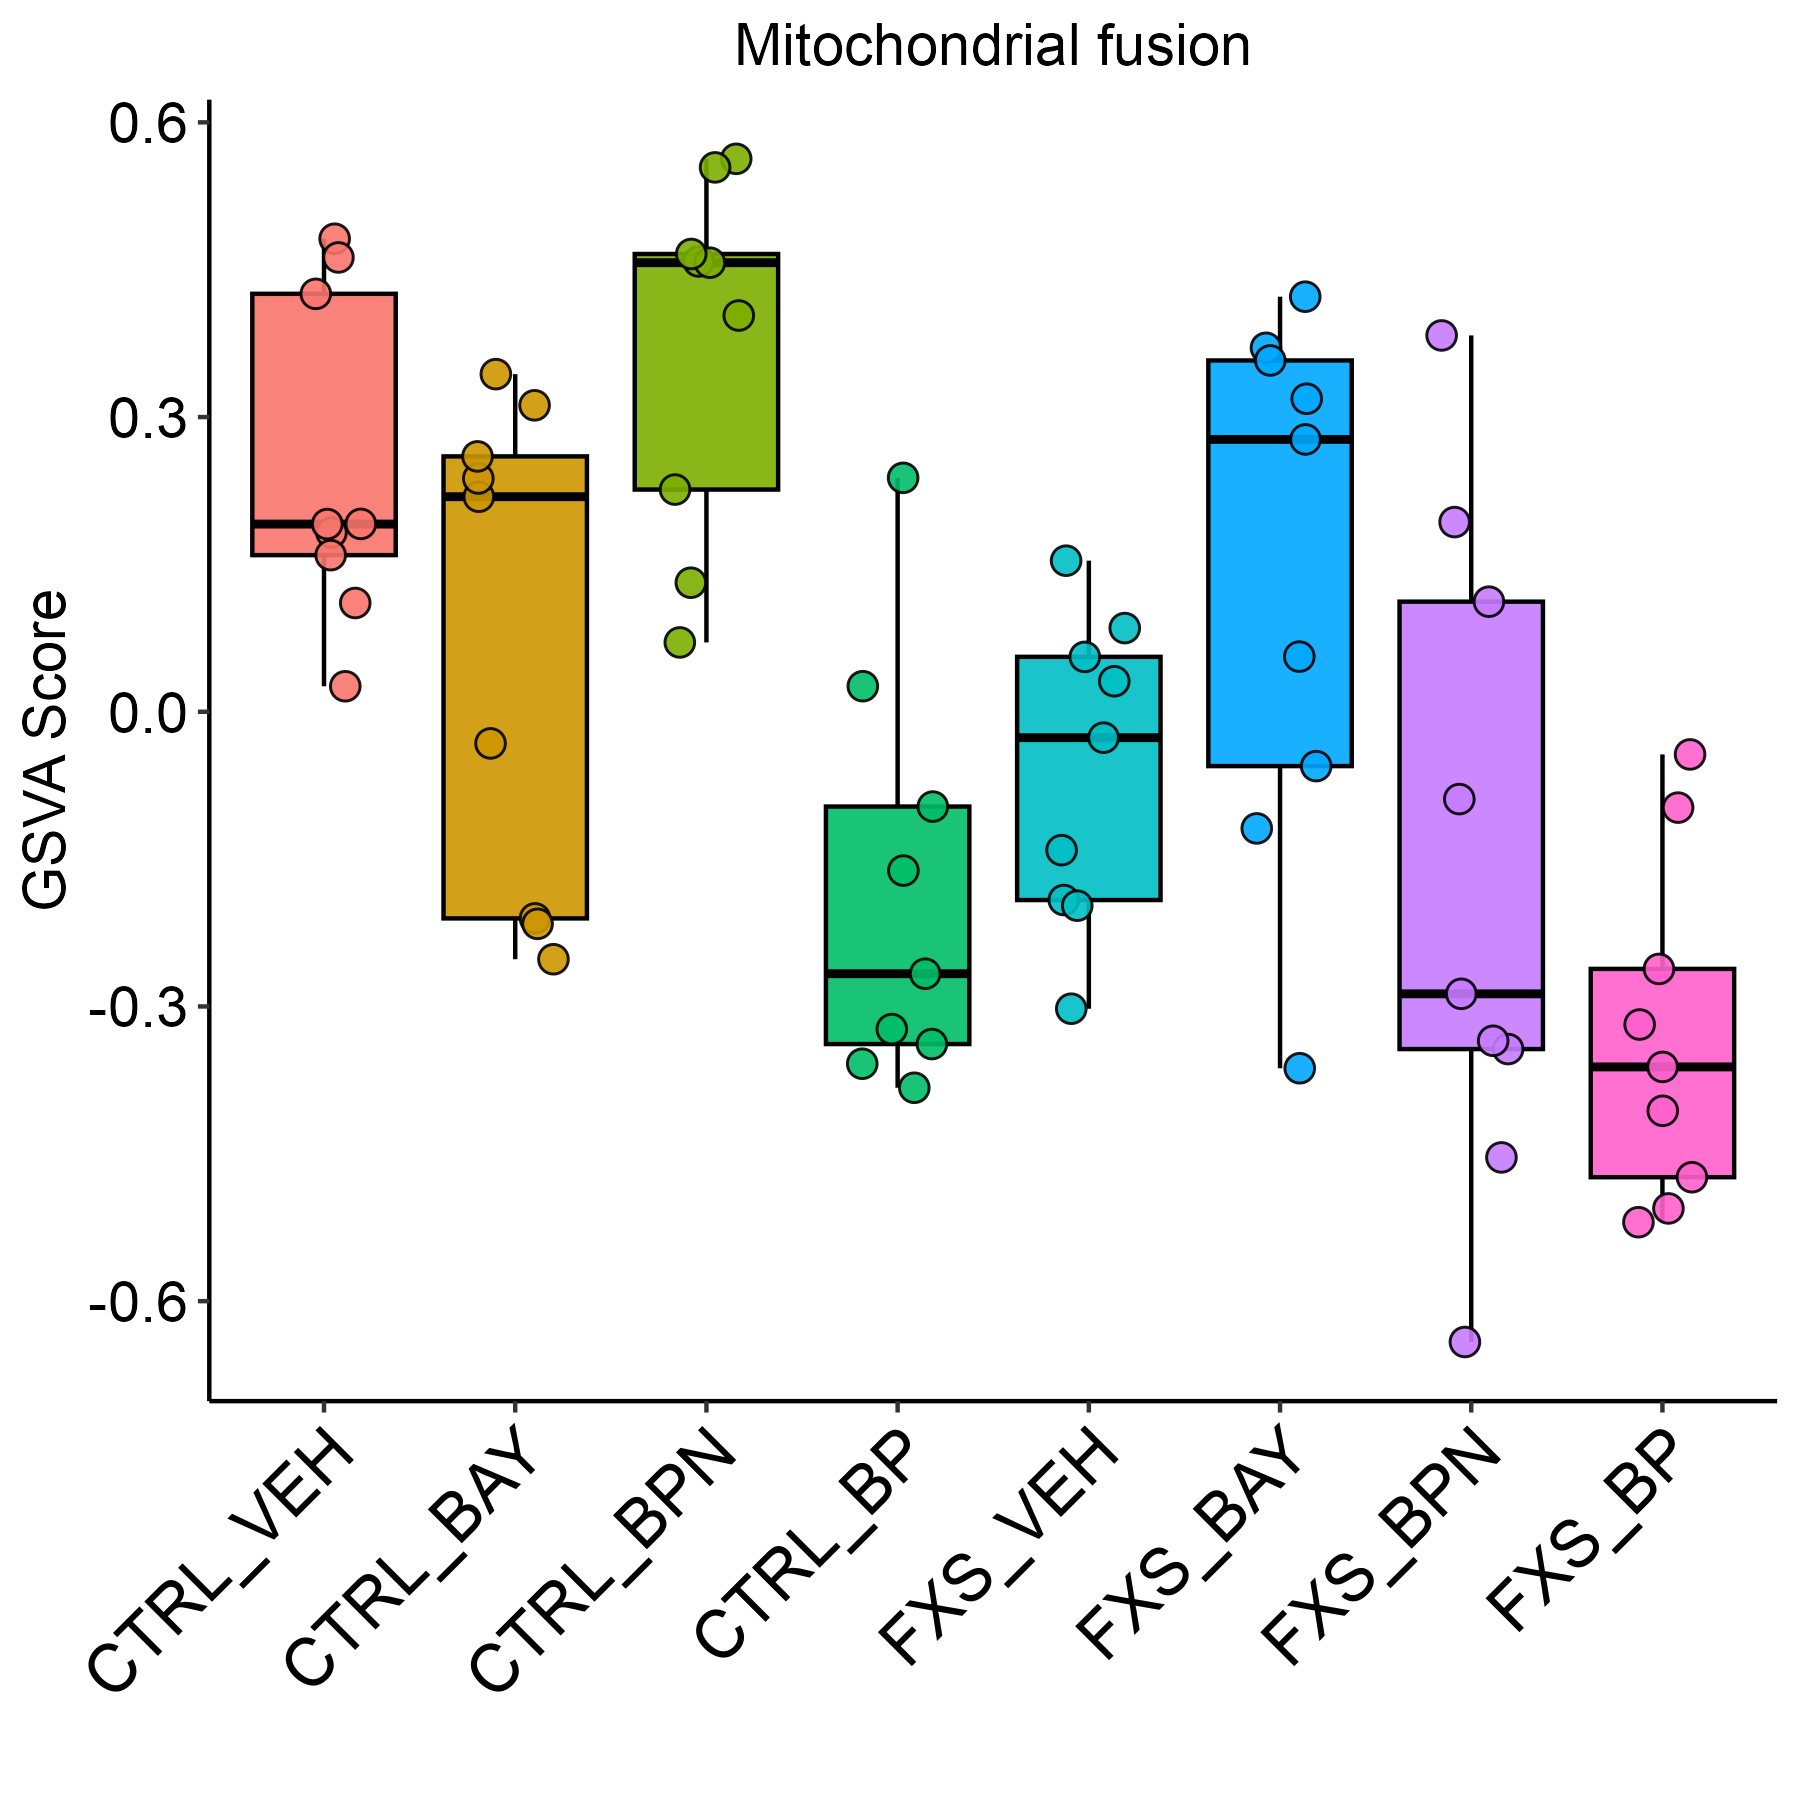 Mitochondrial fusion
GSVA Score
0.6
0.3
0.0
-0.3
-0.6
CTRL_VEH
CTRL_BAY
CTRL_BPN
CTRL_BP
FXS_VEH
FXS_BAY
FXS_BPN
FXS_BP